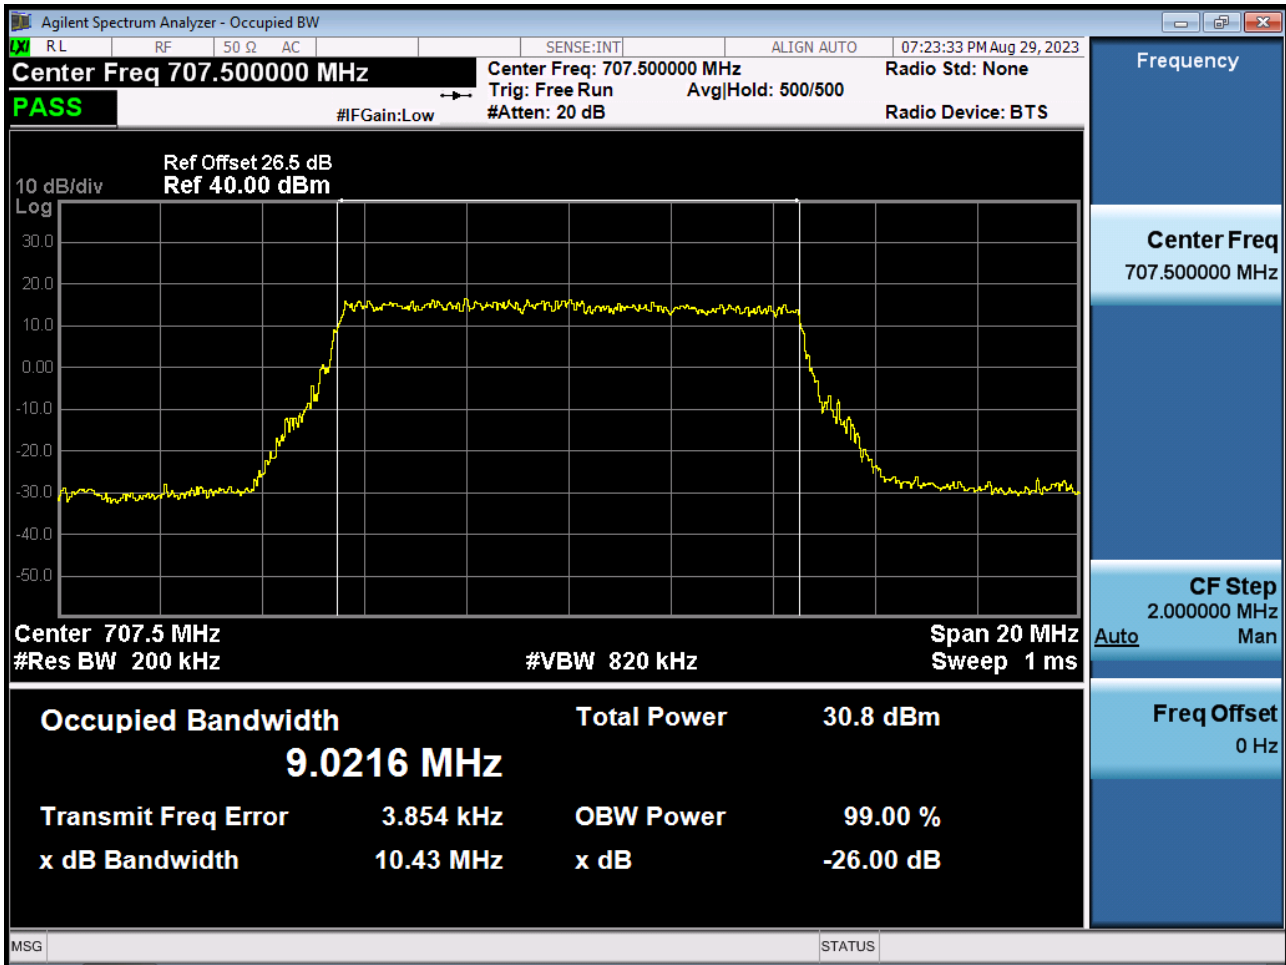 Agilent Spectrum Analyzer - Occupied BW
LXI RL RF 50 Ω AC SENSE:INT ALIGN AUTO 07:23:33 PM Aug 29, 2023
Center Freq 707.500000 MHz
Center Freq: 707.500000 MHz Radio Std: None
Trig: Free Run Avg|Hold: 500/500
PASS
#IFGain:Low #Atten: 20 dB Radio Device: BTS
Ref Offset 26.5 dB
10 dB/div Ref 40.00 dBm
Log
30.0
20.0
10.0
0.00
-10.0
-20.0
-30.0
-40.0
-50.0
Center 707.5 MHz Span 20 MHz
#Res BW 200 kHz #VBW 820 kHz Sweep 1 ms
Occupied Bandwidth Total Power 30.8 dBm
9.0216 MHz
Transmit Freq Error 3.854 kHz OBW Power 99.00 %
x dB Bandwidth 10.43 MHz x dB -26.00 dB
MSG STATUS
Frequency
Center Freq
707.500000 MHz
CF Step
2.000000 MHz
Auto Man
Freq Offset
0 Hz